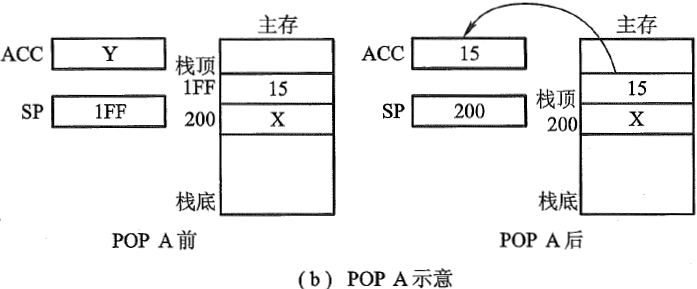 主存
ACC Y
栈顶
1FF 15
SP 1FF
200 X
栈底
POP A 前
主存
ACC 15
15
栈顶
SP 200
200 X
栈底
POP A 后
(b) POP A 示意